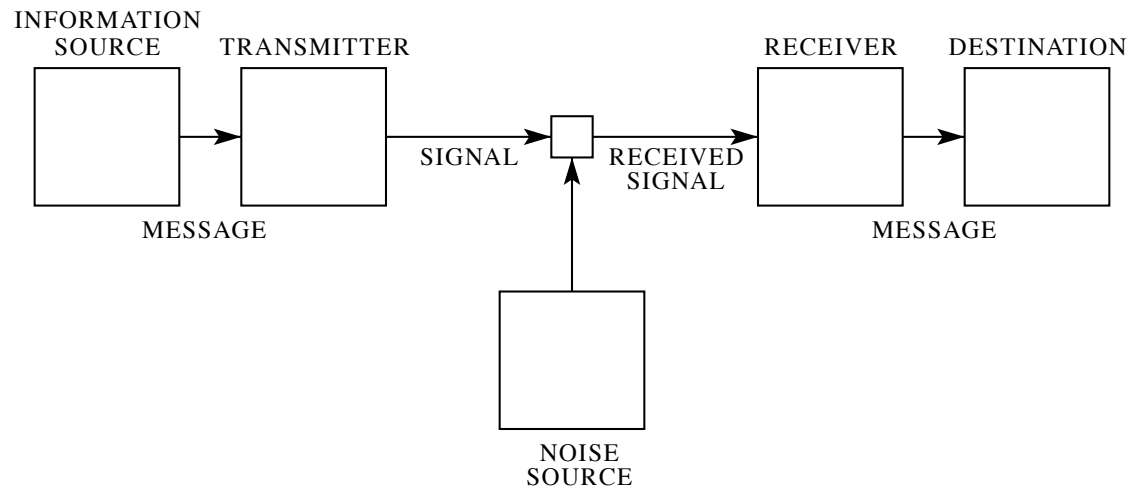 INFORMATION
SOURCE
TRANSMITTER
RECEIVER
DESTINATION
SIGNAL
RECEIVED
SIGNAL
MESSAGE
MESSAGE
NOISE
SOURCE